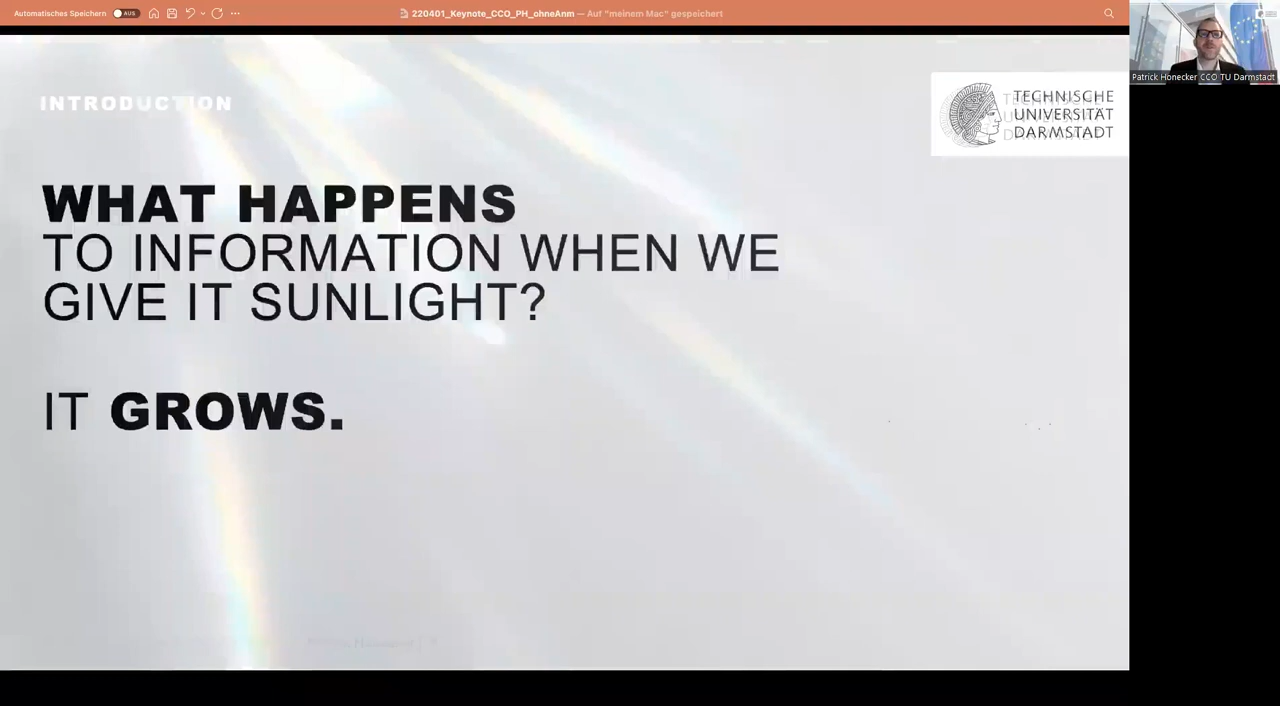 Automatisches Speichern AUS
220401_Keynote_CCO_PH_ohneAnm — Auf "meinem Mac" gespeichert
Patrick Honecker CCO TU Darmstadt
INTRODUCTION
TECHNISCHE
UNIVERSITÄT
DARMSTADT
WHAT HAPPENS
TO INFORMATION WHEN WE
GIVE IT SUNLIGHT?
IT GROWS.